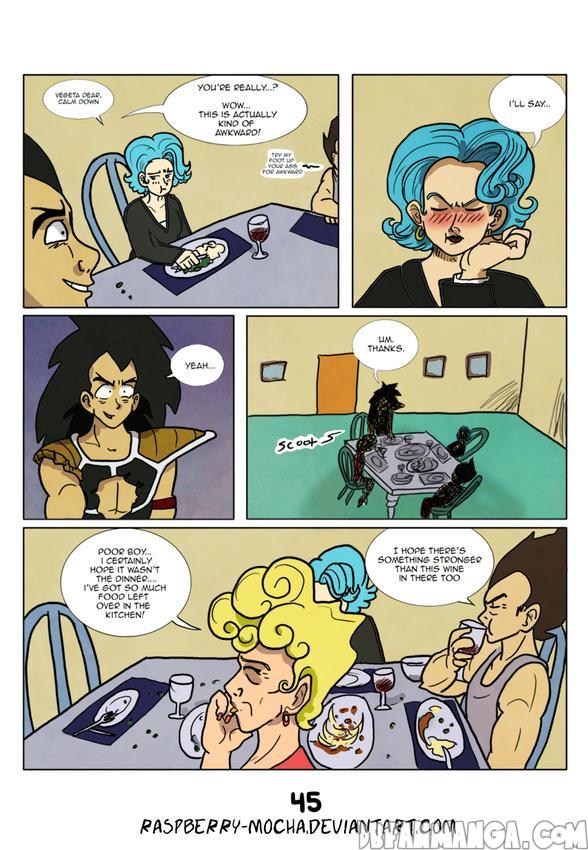 VEGETA DEAR,
CALM DOWN
YOU'RE REALLY...?
WOW...
THIS IS ACTUALLY
KIND OF
AWKWARD!
TRY MY
FOOT UP
YOUR ASS
FOR AWKWARD
I'LL SAY...
YEAH...
UM.
THANKS.
SCOOT
POOR BOY...
I CERTAINLY
HOPE IT WASN'T
THE DINNER....
I'VE GOT SO MUCH
FOOD LEFT
OVER IN THE
KITCHEN!
I HOPE THERE'S
SOMETHING STRONGER
THAN THIS WINE
IN THERE TOO
45
RASPBERRY-MOCHA.DEVIANTART.COM
DBFANMANGA.COM